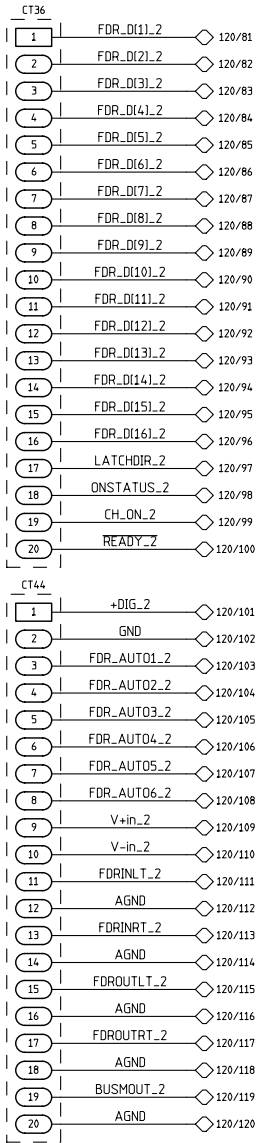 CT36
1 FDR_D[1]_2 120/81
2 FDR_D[2]_2 120/82
3 FDR_D[3]_2 120/83
4 FDR_D[4]_2 120/84
5 FDR_D[5]_2 120/85
6 FDR_D[6]_2 120/86
7 FDR_D[7]_2 120/87
8 FDR_D[8]_2 120/88
9 FDR_D[9]_2 120/89
10 FDR_D[10]_2 120/90
11 FDR_D[11]_2 120/91
12 FDR_D[12]_2 120/92
13 FDR_D[13]_2 120/93
14 FDR_D[14]_2 120/94
15 FDR_D[15]_2 120/95
16 FDR_D[16]_2 120/96
17 LATCHDIR_2 120/97
18 ONSTATUS_2 120/98
19 CH_ON_2 120/99
20 READY_2 120/100
CT44
1 +DIG_2 120/101
2 GND 120/102
3 FDR_AUTO1_2 120/103
4 FDR_AUTO2_2 120/104
5 FDR_AUTO3_2 120/105
6 FDR_AUTO4_2 120/106
7 FDR_AUTO5_2 120/107
8 FDR_AUTO6_2 120/108
9 V+in_2 120/109
10 V-in_2 120/110
11 FDRINLT_2 120/111
12 AGND 120/112
13 FDRINRT_2 120/113
14 AGND 120/114
15 FDROUTLT_2 120/115
16 AGND 120/116
17 FDROUTRT_2 120/117
18 AGND 120/118
19 BUSMOUT_2 120/119
20 AGND 120/120